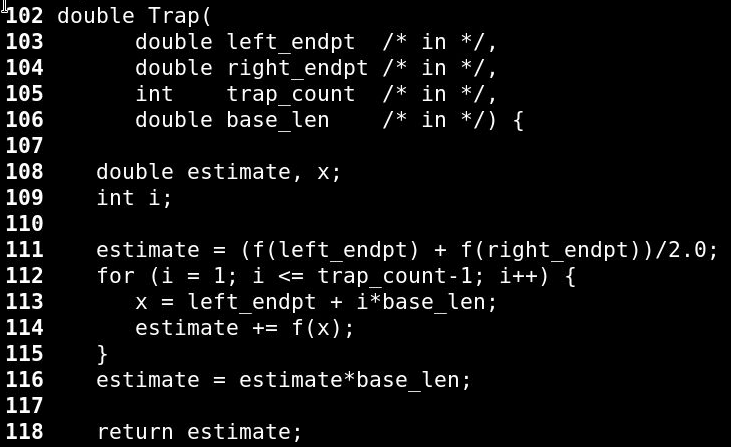 102 double Trap(
103       double left_endpt  /* in */,
104       double right_endpt /* in */,
105       int    trap_count  /* in */,
106       double base_len    /* in */) {
107
108    double estimate, x;
109    int i;
110
111    estimate = (f(left_endpt) + f(right_endpt))/2.0;
112    for (i = 1; i <= trap_count-1; i++) {
113       x = left_endpt + i*base_len;
114       estimate += f(x);
115    }
116    estimate = estimate*base_len;
117
118    return estimate;